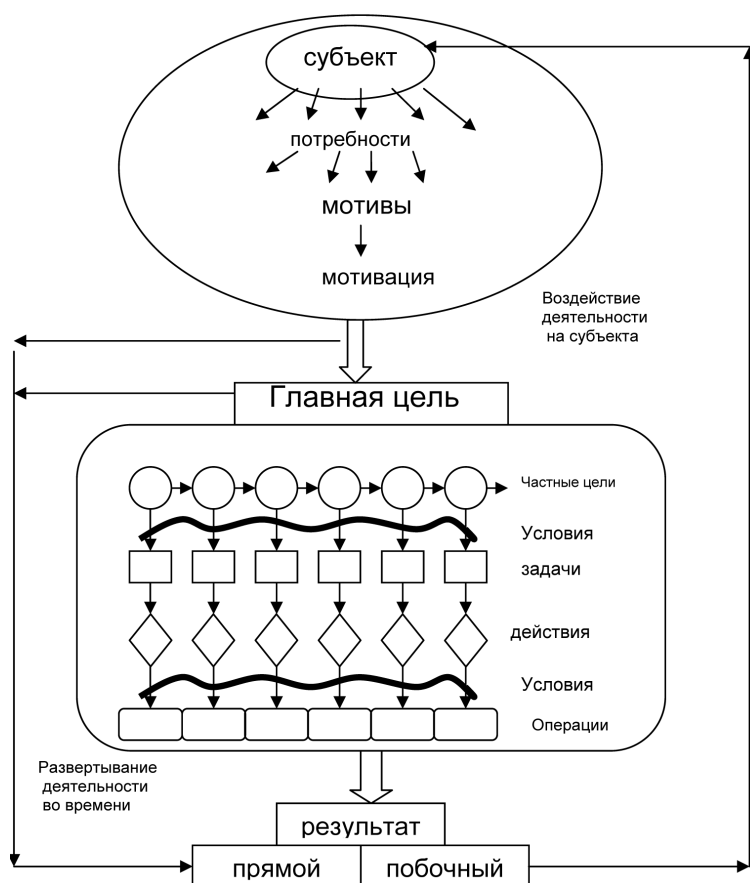 субъект
потребности
мотивы
мотивация
Воздействие
деятельности
на субъекта
Главная цель
Частные цели
Условия
задачи
действия
Условия
Операции
Развертывание
деятельности
во времени
результат
прямой
побочный